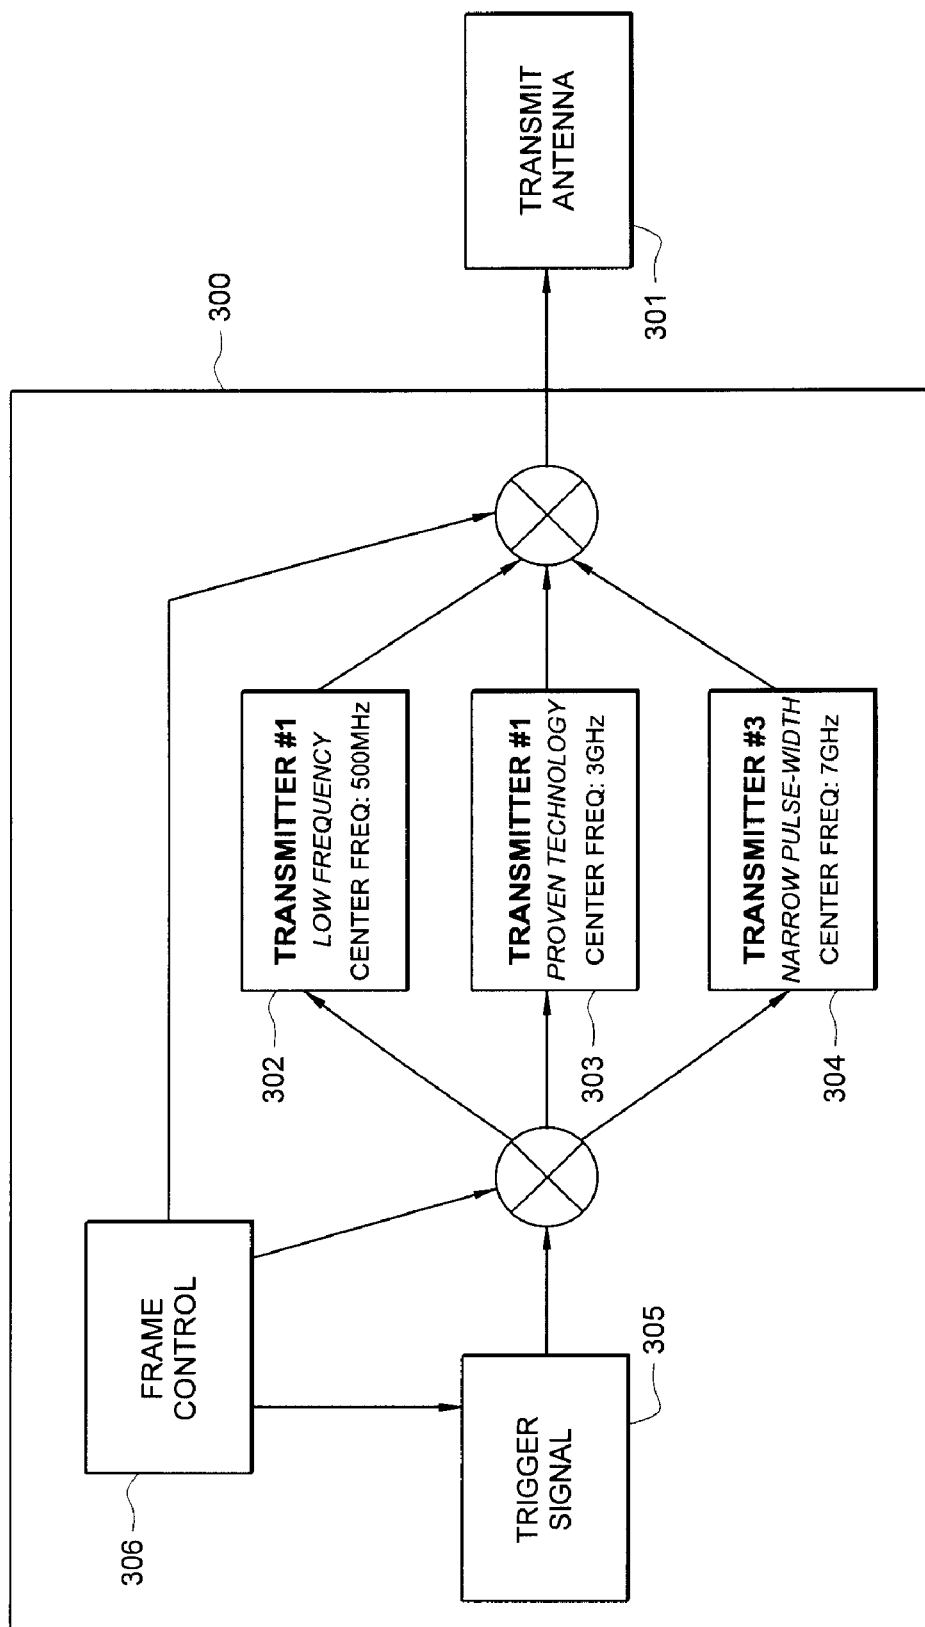 300
306
FRAME
CONTROL
TRANSMITTER #1
LOW FREQUENCY
CENTER FREQ: 500MHz
302
TRIGGER
SIGNAL
305
TRANSMITTER #1
PROVEN TECHNOLOGY
CENTER FREQ: 3GHz
303
TRANSMIT
ANTENNA
301
TRANSMITTER #3
NARROW PULSE-WIDTH
CENTER FREQ: 7GHz
304